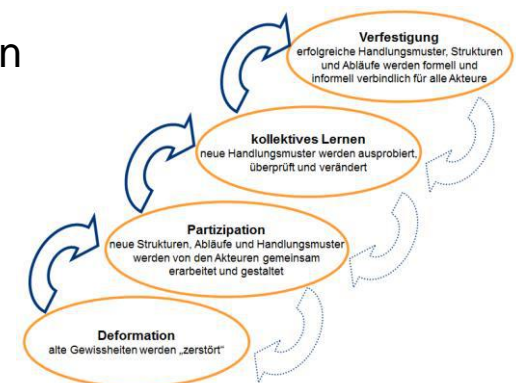 n
Verfestigung
erfolgreiche Handlungsmuster, Strukturen
und Abläufe werden formell und
informell verbindlich für alle Akteure
kollektives Lernen
neue Handlungsmuster werden ausprobiert,
überprüft und verändert
Partizipation
neue Strukturen, Abläufe und Handlungsmuster
werden von den Akteuren gemeinsam
erarbeitet und gestaltet
Deformation
alte Gewissheiten werden „zerstört“